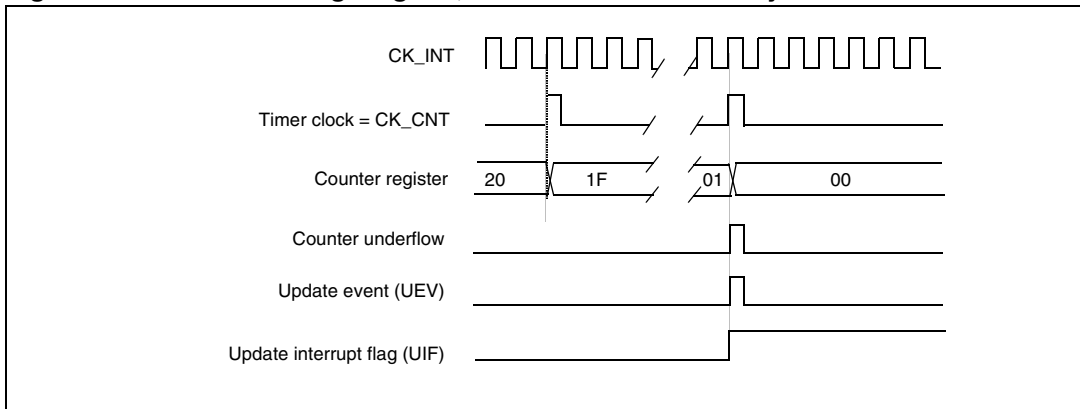 CK_INT
Timer clock = CK_CNT
Counter register 20 1F 01 00
Counter underflow
Update event (UEV)
Update interrupt flag (UIF)